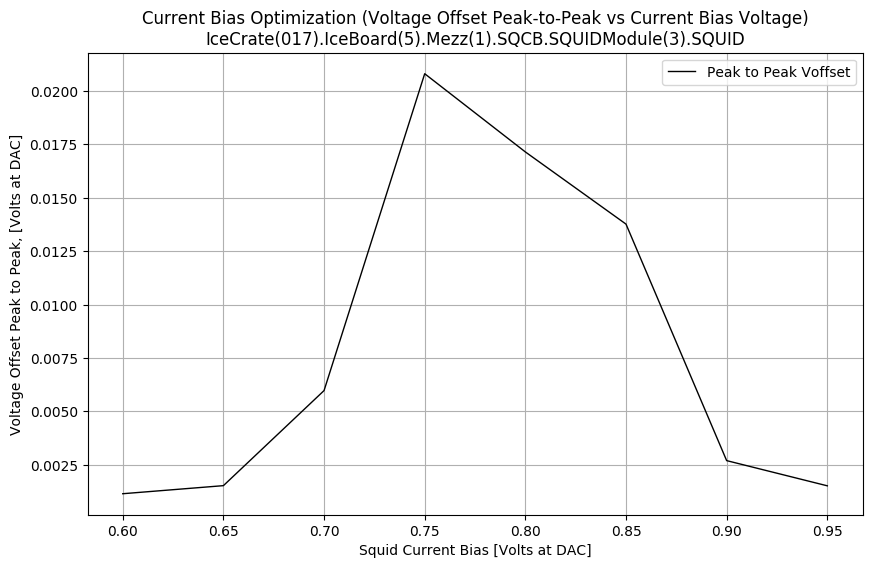 Current Bias Optimization (Voltage Offset Peak-to-Peak vs Current Bias Voltage)
IceCrate(017).IceBoard(5).Mezz(1).SQCB.SQUIDModule(3).SQUID
Peak to Peak Voffset
Voltage Offset Peak to Peak, [Volts at DAC]
0.0200
0.0175
0.0150
0.0125
0.0100
0.0075
0.0050
0.0025
0.60 0.65 0.70 0.75 0.80 0.85 0.90 0.95
Squid Current Bias [Volts at DAC]